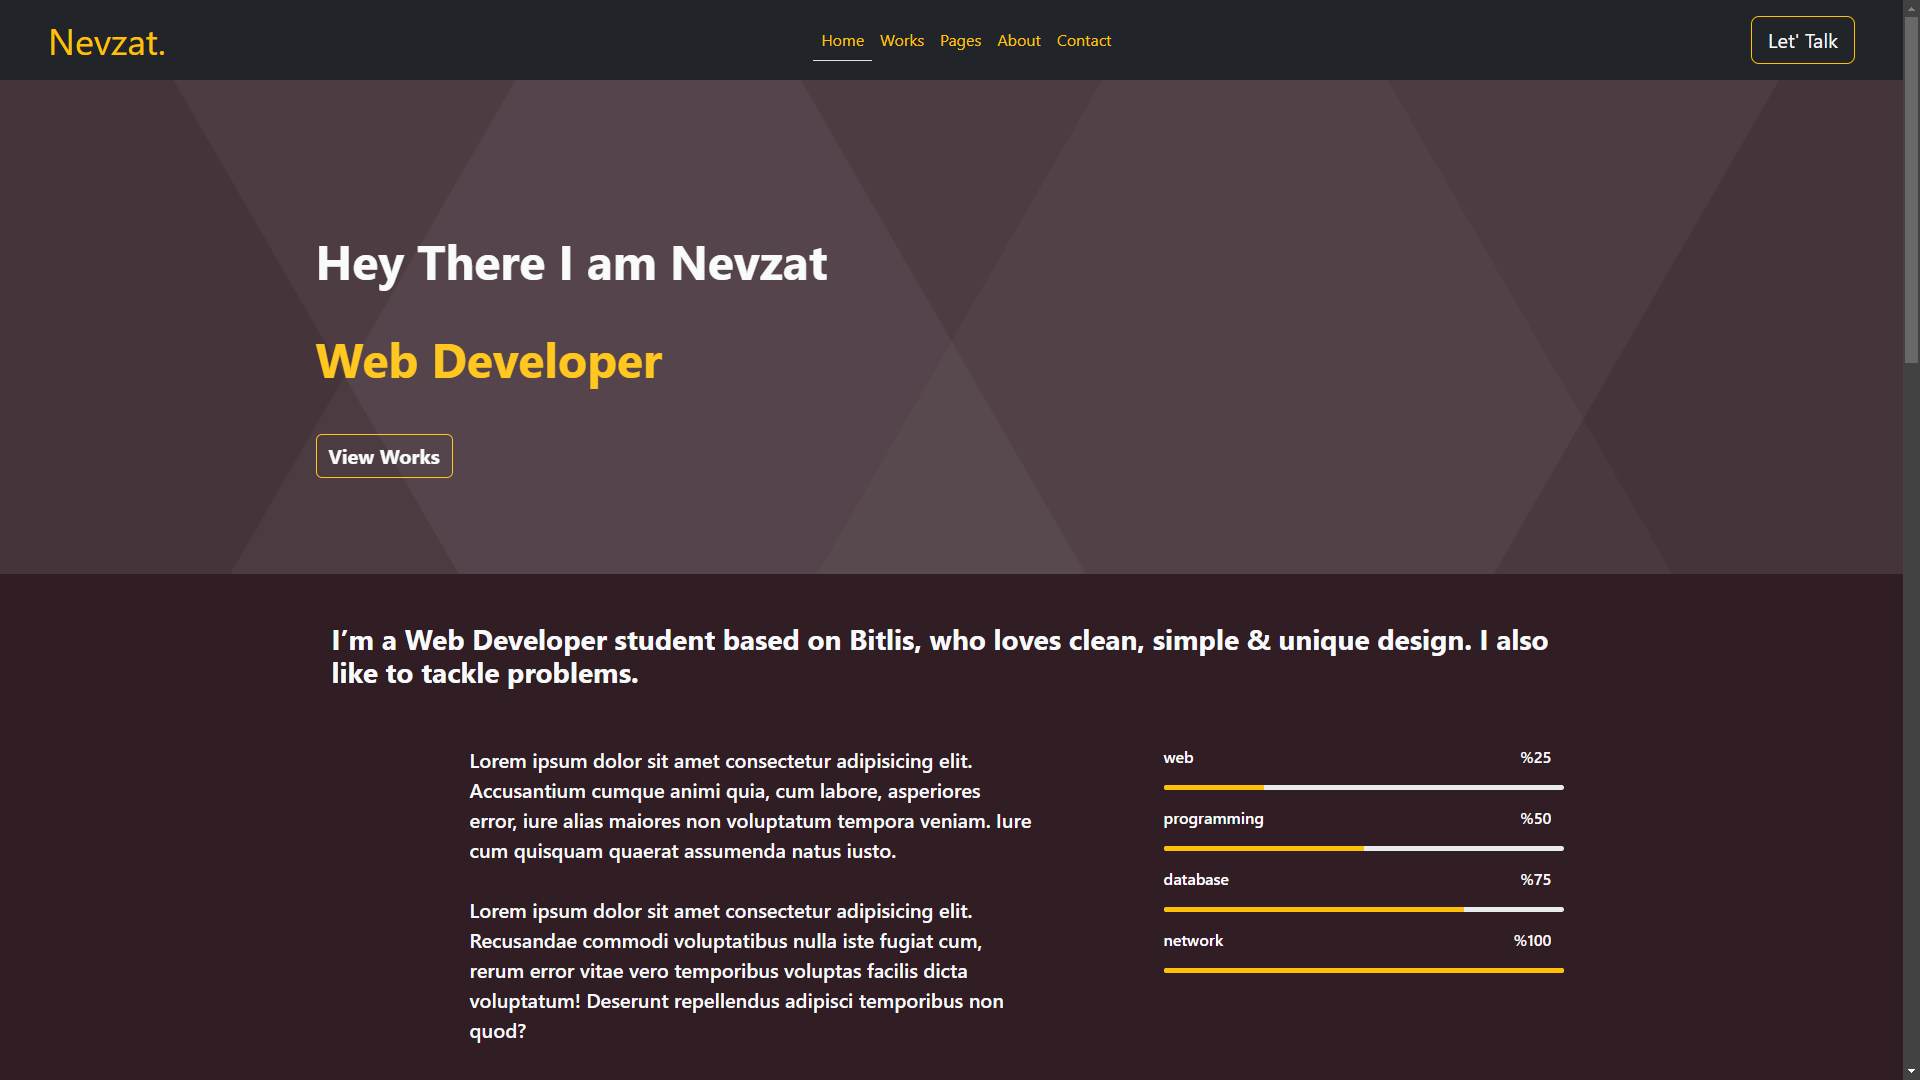 Nevzat.
Home Works Pages About Contact
Let' Talk
Hey There I am Nevzat
Web Developer
View Works
I’m a Web Developer student based on Bitlis, who loves clean, simple & unique design. I also
like to tackle problems.
Lorem ipsum dolor sit amet consectetur adipisicing elit.
Accusantium cumque animi quia, cum labore, asperiores
error, iure alias maiores non voluptatum tempora veniam. Iure
cum quisquam quaerat assumenda natus iusto.
Lorem ipsum dolor sit amet consectetur adipisicing elit.
Recusandae commodi voluptatibus nulla iste fugiat cum,
rerum error vitae vero temporibus voluptas facilis dicta
voluptatum! Deserunt repellendus adipisci temporibus non
quod?
web %25
programming %50
database %75
network %100